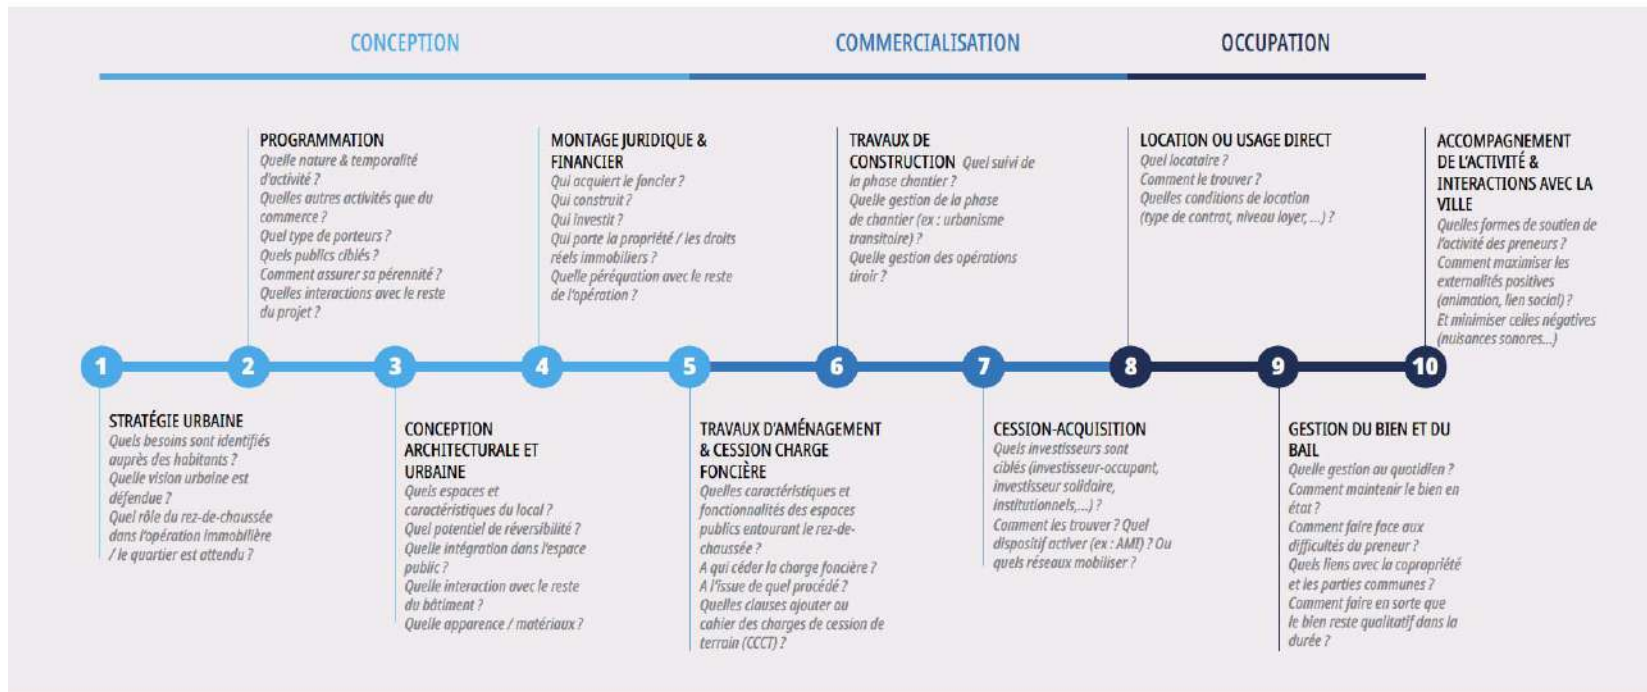 CONCEPTION
COMMERCIALISATION
OCCUPATION
1
STRATÉGIE URBAINE
Quels besoins sont identifiés
auprès des habitants ?
Quelle vision urbaine est
défendue ?
Quel rôle du rez-de-chaussée
dans l'opération immobilière
/ le quartier est attendu ?
2
PROGRAMMATION
Quelle nature & temporalité
d'activité ?
Quelles autres activités que du
commerce ?
Quel type de porteurs ?
Quels publics ciblés ?
Comment assurer sa pérennité ?
Quelles interactions avec le reste
du projet ?
3
CONCEPTION
ARCHITECTURALE ET
URBAINE
Quels espaces et
caractéristiques du local ?
Quel potentiel de réversibilité ?
Quelle intégration dans l'espace
public ?
Quelle interaction avec le reste
du bâtiment ?
Quelle apparence / matériaux ?
4
MONTAGE JURIDIQUE &
FINANCIER
Qui acquiert le foncier ?
Qui construit ?
Qui investit ?
Qui porte la propriété / les droits
réels immobiliers ?
Quelle péréquation avec le reste
de l'opération ?
5
TRAVAUX D'AMÉNAGEMENT
& CESSION CHARGE
FONCIÈRE
Quelles caractéristiques et
fonctionnalités des espaces
publics entourant le rez-de-
chaussée ?
A qui céder la charge foncière ?
A l'issue de quel procédé ?
Quelles clauses ajouter au
cahier des charges de cession de
terrain (CCCT) ?
6
TRAVAUX DE
CONSTRUCTION Quel suivi de
la phase chantier ?
Quelle gestion de la phase
de chantier (ex : urbanisme
transitoire) ?
Quelle gestion des opérations
tiroir ?
7
CESSION-ACQUISITION
Quels investisseurs sont
ciblés (investisseur-occupant,
investisseur solidaire,
institutionnels,...) ?
Comment les trouver ? Quel
dispositif activer (ex : AMI) ? Ou
quels réseaux mobiliser ?
8
LOCATION OU USAGE DIRECT
Quel locataire ?
Comment le trouver ?
Quelles conditions de location
(type de contrat, niveau loyer, ...) ?
9
GESTION DU BIEN ET DU
BAIL
Quelle gestion au quotidien ?
Comment maintenir le bien en
état ?
Comment faire face aux
difficultés du preneur ?
Quels liens avec la copropriété
et les parties communes ?
Comment faire en sorte que
le bien reste qualitatif dans la
durée ?
10
ACCOMPAGNEMENT
DE L'ACTIVITÉ &
INTERACTIONS AVEC LA
VILLE
Quelles formes de soutien de
l'activité des preneurs ?
Comment maximiser les
externalités positives
(animation, lien social) ?
Et minimiser celles négatives
(nuisances sonores...)